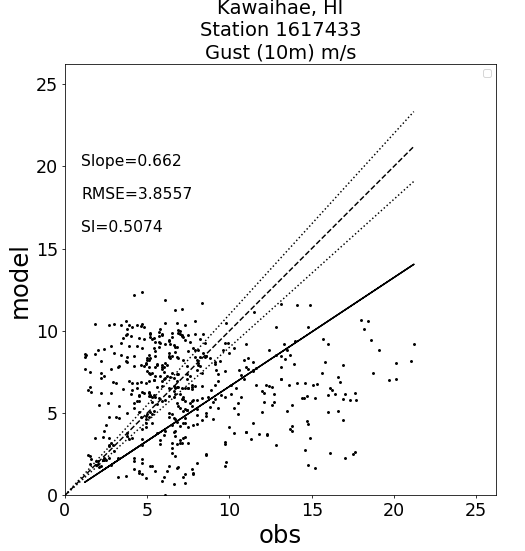 Kawaihae, HI
Station 1617433
Gust (10m) m/s
25
20
15
10
5
0
Slope=0.662
RMSE=3.8557
SI=0.5074
model
0 5 10 15 20 25
obs